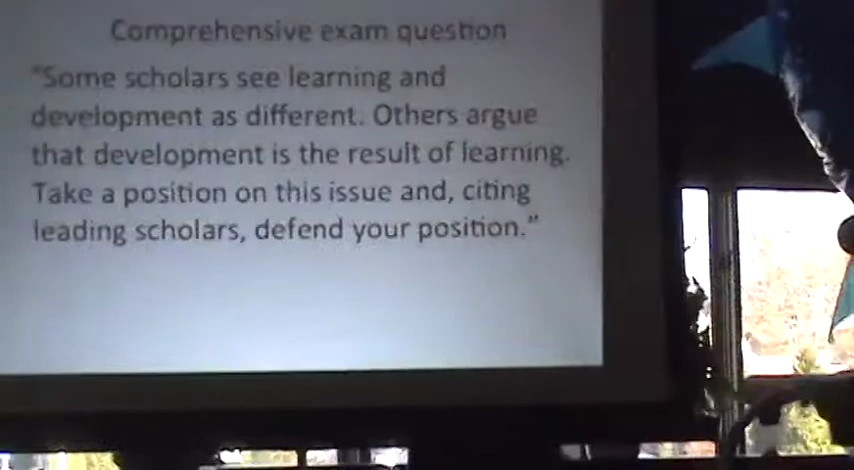 Comprehensive exam question
"Some scholars see learning and
development as different. Others argue
that development is the result of learning.
Take a position on this issue and, citing
leading scholars, defend your position."